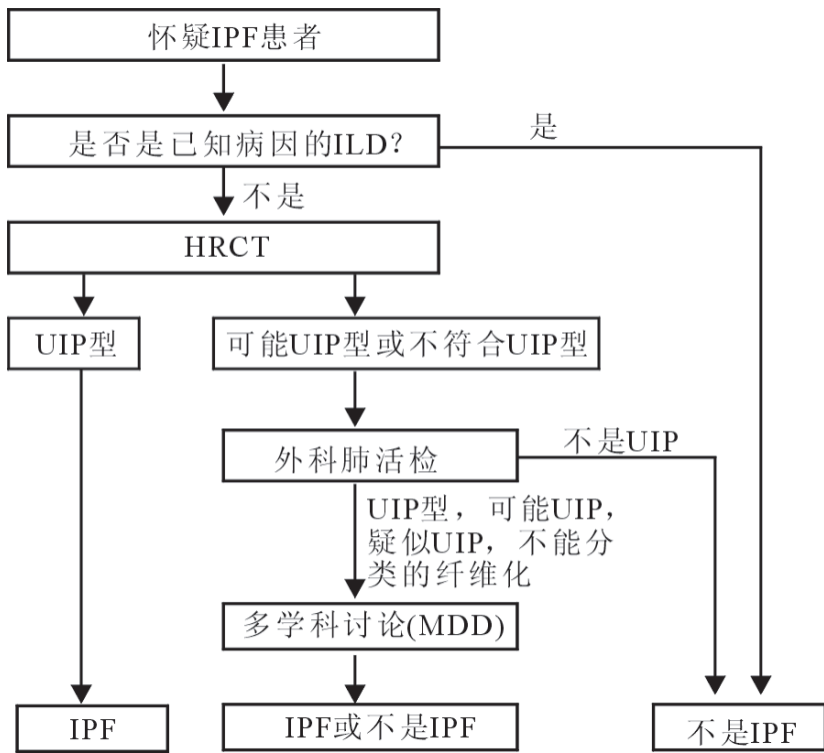 怀疑IPF患者
是否是已知病因的ILD?
是
不是
HRCT
UIP型
可能UIP型或不符合UIP型
外科肺活检
不是UIP
UIP型，可能UIP，
疑似UIP，不能分
类的纤维化
多学科讨论(MDD)
IPF
IPF或不是IPF
不是IPF